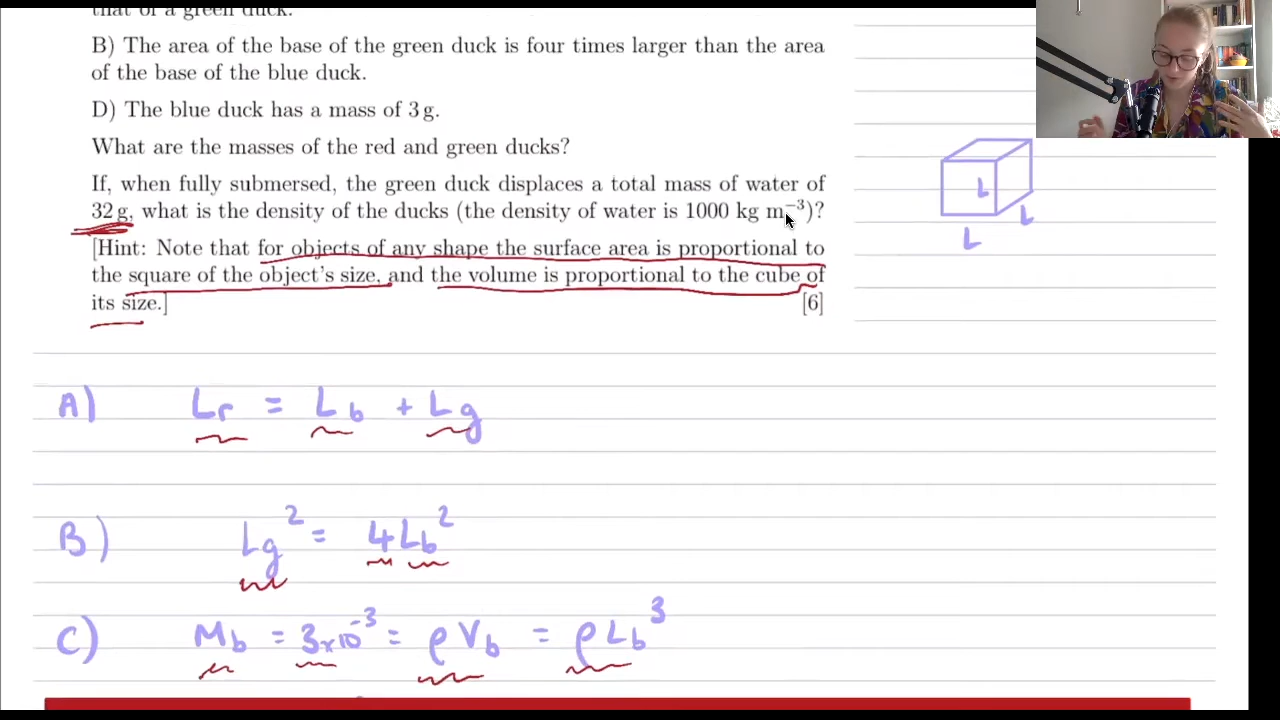 that of a green duck.
B) The area of the base of the green duck is four times larger than the area
of the base of the blue duck.
D) The blue duck has a mass of 3 g.
What are the masses of the red and green ducks?
If, when fully submersed, the green duck displaces a total mass of water of
32 g, what is the density of the ducks (the density of water is 1000 kg m⁻³)?
[Hint: Note that for objects of any shape the surface area is proportional to
the square of the object's size, and the volume is proportional to the cube of
its size.] [6]
L
L
L
A) Lr = Lb + Lg
B) Lg² = 4Lb²
C) Mb = 3x10⁻³ = ρVb = ρLb³